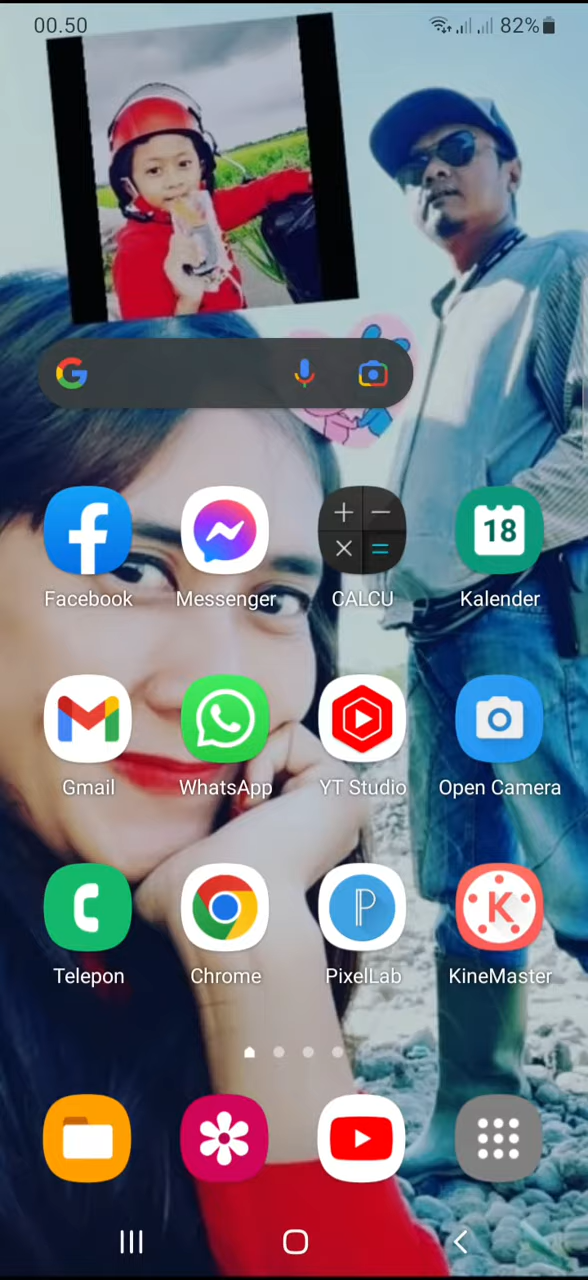 00.50 82%
Facebook Messenger CALCU Kalender
18
Gmail WhatsApp YT Studio Open Camera
Telepon Chrome PixelLab KineMaster